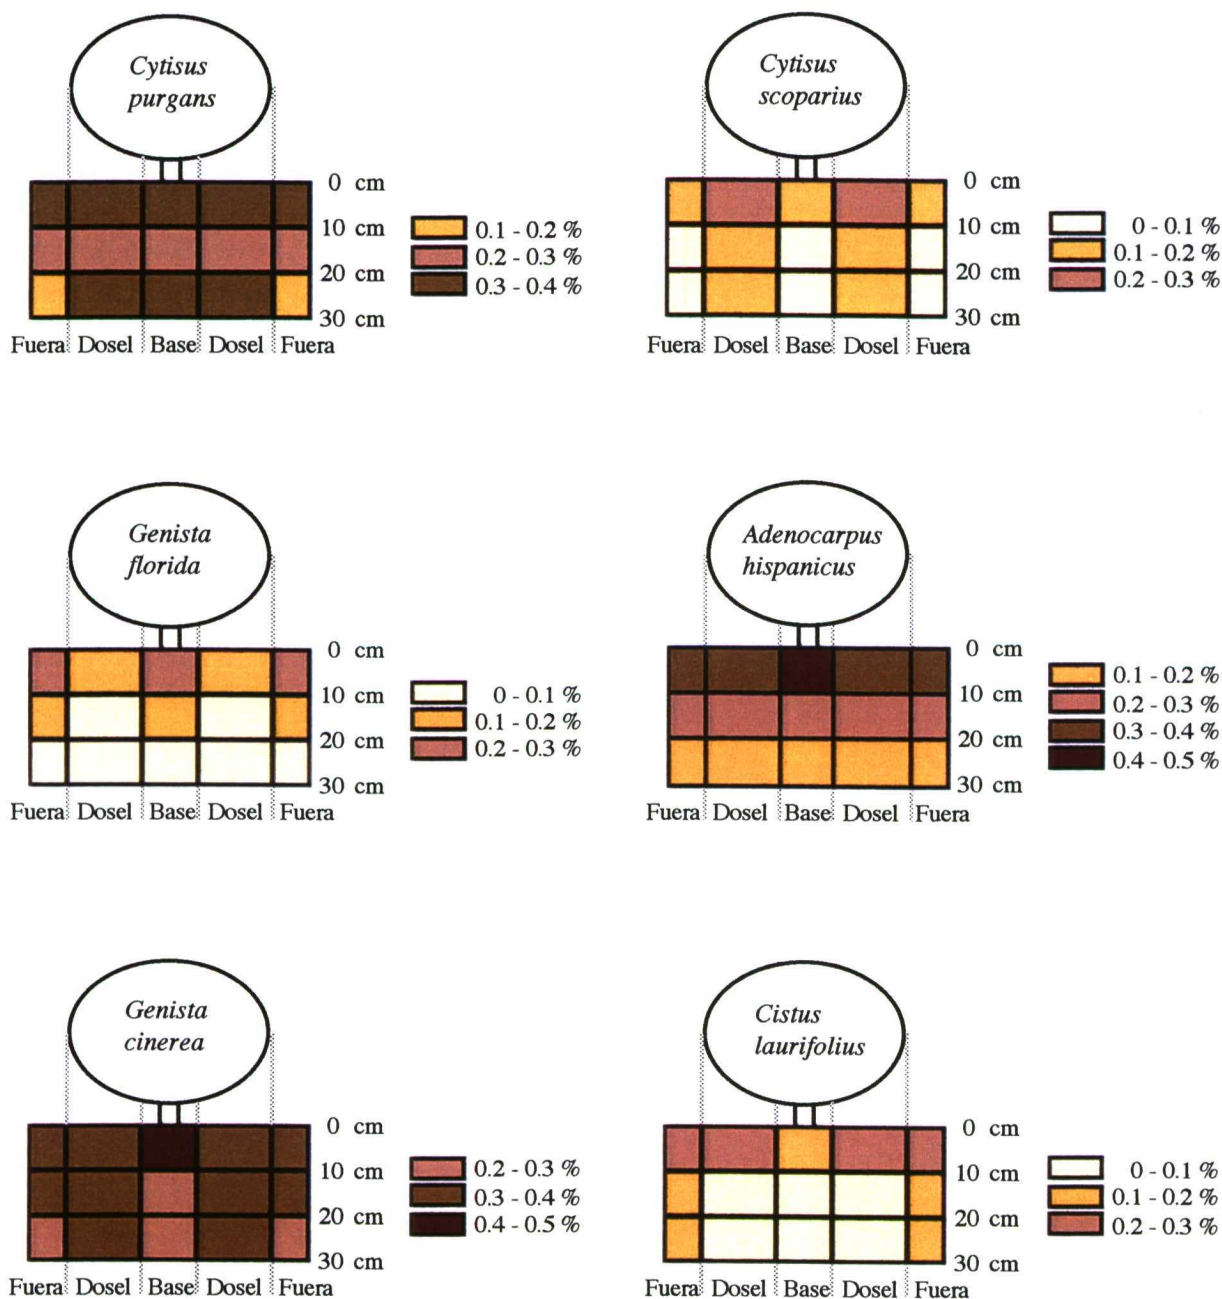 Cytisus
purgans
0 cm
10 cm
20 cm
30 cm
0.1 - 0.2 %
0.2 - 0.3 %
0.3 - 0.4 %
Fuera Dosel Base Dosel Fuera
Cytisus
scoparius
0 cm
10 cm
20 cm
30 cm
0 - 0.1 %
0.1 - 0.2 %
0.2 - 0.3 %
Fuera Dosel Base Dosel Fuera
Genista
florida
0 cm
10 cm
20 cm
30 cm
0 - 0.1 %
0.1 - 0.2 %
0.2 - 0.3 %
Fuera Dosel Base Dosel Fuera
Adenocarpus
hispanicus
0 cm
10 cm
20 cm
30 cm
0.1 - 0.2 %
0.2 - 0.3 %
0.3 - 0.4 %
0.4 - 0.5 %
Fuera Dosel Base Dosel Fuera
Genista
cinerea
0 cm
10 cm
20 cm
30 cm
0.2 - 0.3 %
0.3 - 0.4 %
0.4 - 0.5 %
Fuera Dosel Base Dosel Fuera
Cistus
laurifolius
0 cm
10 cm
20 cm
30 cm
0 - 0.1 %
0.1 - 0.2 %
0.2 - 0.3 %
Fuera Dosel Base Dosel Fuera